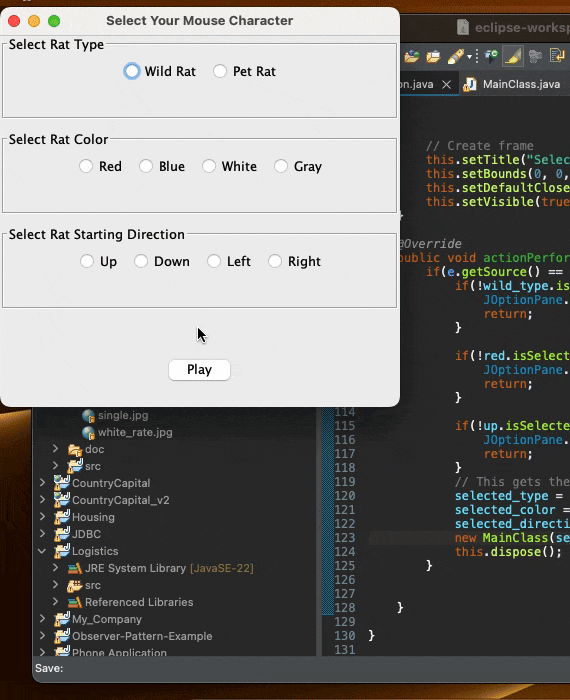 Select Your Mouse Character
Select Rat Type
Wild Rat Pet Rat
Select Rat Color
Red Blue White Gray
Select Rat Starting Direction
Up Down Left Right
Play
eclipse-worksp
on.java MainClass.java
// Create frame
this.setTitle("Selec
this.setBounds(0, 0,
this.setDefaultClose
this.setVisible(true
@Override
public void actionPerfor
if(e.getSource() ==
if(!wild_type.is
JOptionPane.
return;
}
if(!red.isSelect
JOptionPane.
return;
}
114
115 if(!up.isSelecte
116 JOptionPane.
117 return;
118 }
119 // This gets the
120 selected_type =
121 selected_color =
122 selected_directi
123 new MainClass(se
124 this.dispose();
125 }
126
127
128 }
129
130 }
131
single.jpg
white_rate.jpg
doc
src
CountryCapital
CountryCapital_v2
Housing
JDBC
Logistics
JRE System Library [JavaSE-22]
src
Referenced Libraries
My_Company
Observer-Pattern-Example
Phone Application
Save: